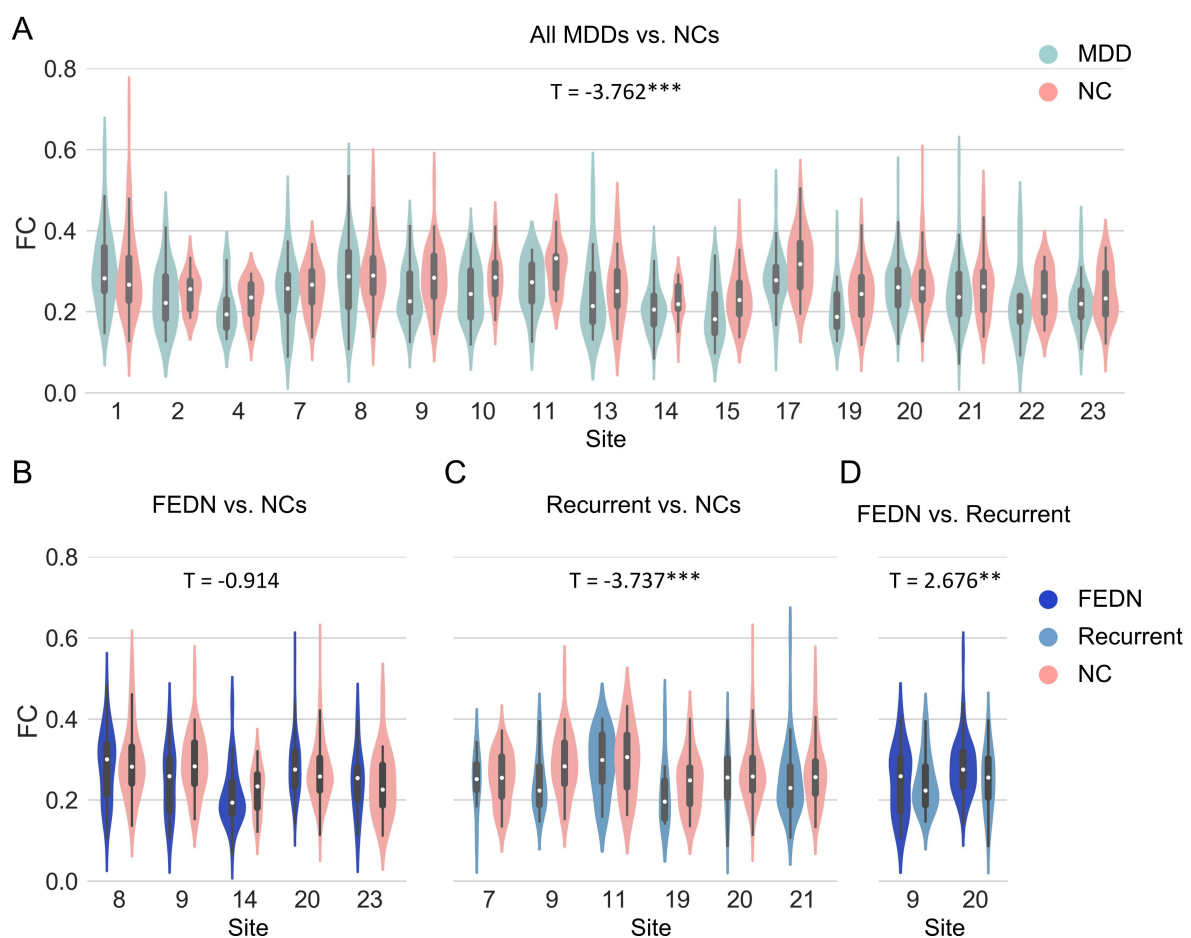 A
All MDDs vs. NCs
MDD
NC
T = -3.762***
0.8
0.6
0.4
0.2
0.0
FC
1 2 4 7 8 9 10 11 13 14 15 17 19 20 21 22 23
Site
B
FEDN vs. NCs
T = -0.914
0.8
0.6
0.4
0.2
0.0
FC
8 9 14 20 23
Site
C
Recurrent vs. NCs
T = -3.737***
7 9 11 19 20 21
Site
D
FEDN vs. Recurrent
T = 2.676**
9 20
Site
FEDN
Recurrent
NC